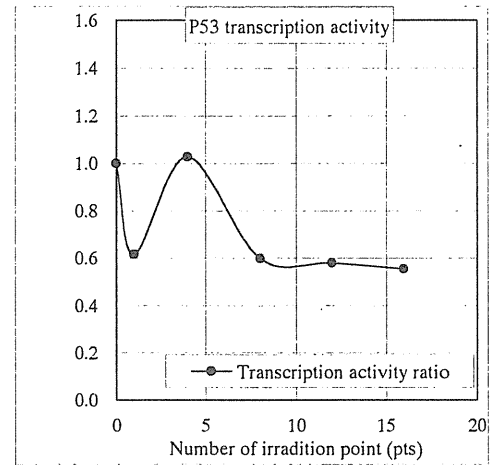 P53 transcription activity
1.6
1.4
1.2
1.0
0.8
0.6
0.4
0.2
0.0
Transcription activity ratio
0 5 10 15 20
Number of irradition point (pts)